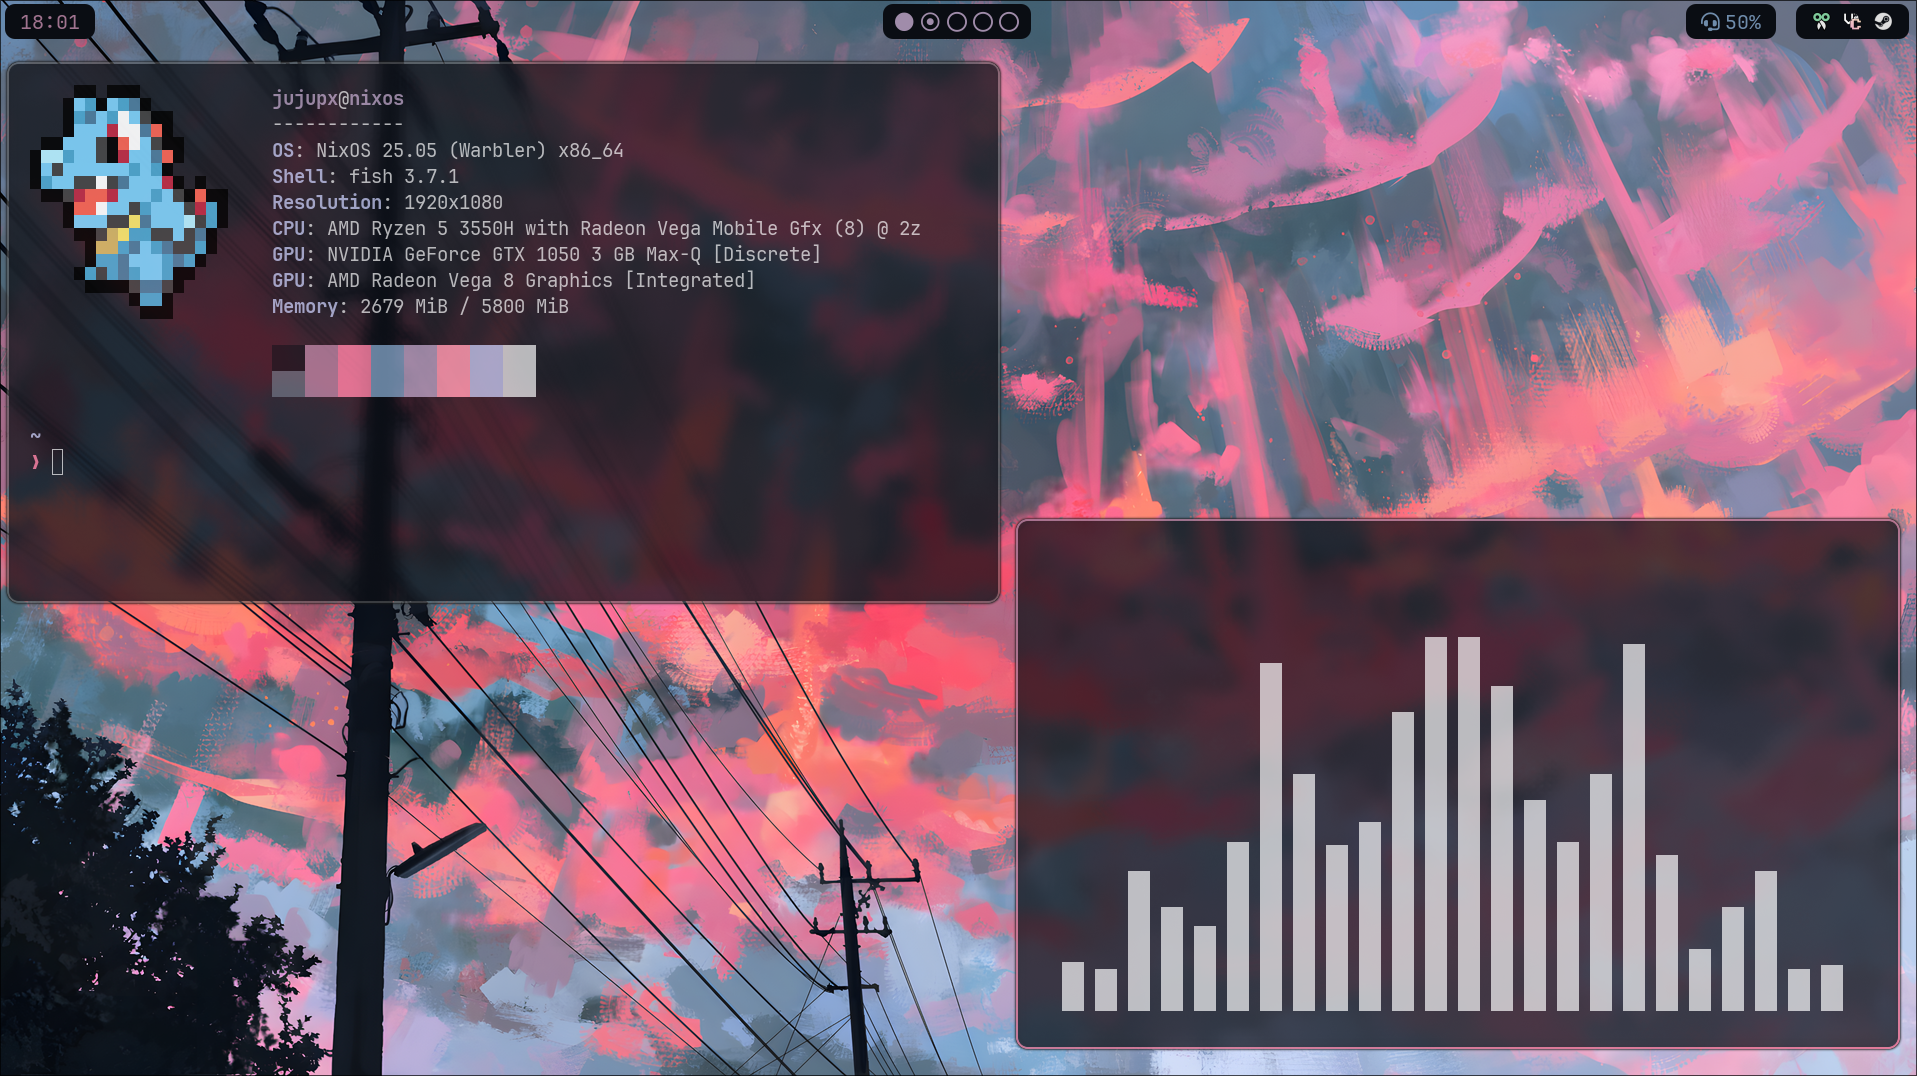 18:01
50%
jujupx@nixos
------------
OS: NixOS 25.05 (Warbler) x86_64
Shell: fish 3.7.1
Resolution: 1920x1080
CPU: AMD Ryzen 5 3550H with Radeon Vega Mobile Gfx (8) @ 2z
GPU: NVIDIA GeForce GTX 1050 3 GB Max-Q [Discrete]
GPU: AMD Radeon Vega 8 Graphics [Integrated]
Memory: 2679 MiB / 5800 MiB
~
❯